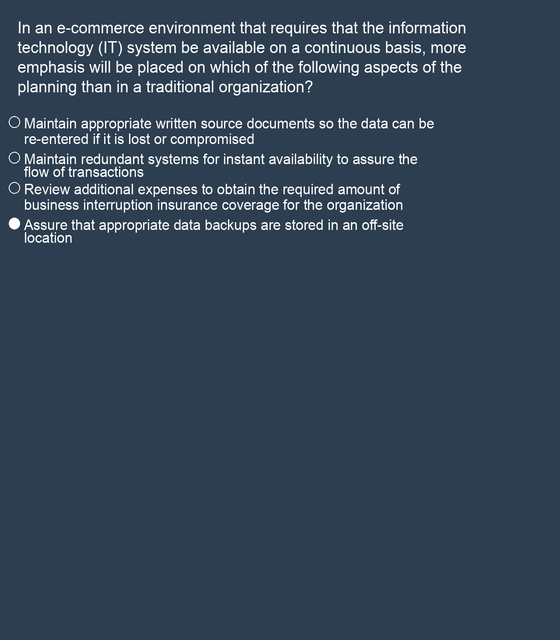 In an e-commerce environment that requires that the information
technology (IT) system be available on a continuous basis, more
emphasis will be placed on which of the following aspects of the
planning than in a traditional organization?
Maintain appropriate written source documents so the data can be
re-entered if it is lost or compromised
Maintain redundant systems for instant availability to assure the
flow of transactions
Review additional expenses to obtain the required amount of
business interruption insurance coverage for the organization
Assure that appropriate data backups are stored in an off-site
location